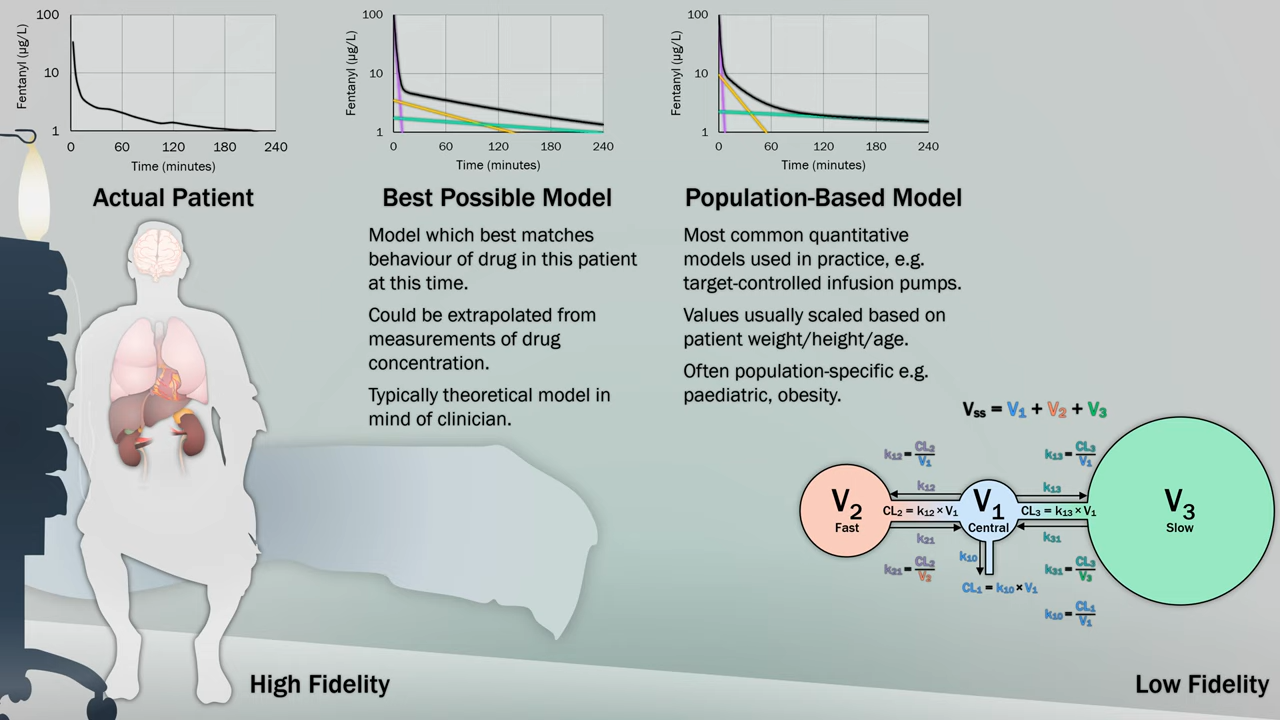 100
10
1
Fentanyl (µg/L)
0 60 120 180 240
Time (minutes)
Actual Patient
100
10
1
Fentanyl (µg/L)
0 60 120 180 240
Time (minutes)
Best Possible Model
Model which best matches
behaviour of drug in this patient
at this time.
Could be extrapolated from
measurements of drug
concentration.
Typically theoretical model in
mind of clinician.
100
10
1
Fentanyl (µg/L)
0 60 120 180 240
Time (minutes)
Population-Based Model
Most common quantitative
models used in practice, e.g.
target-controlled infusion pumps.
Values usually scaled based on
patient weight/height/age.
Often population-specific e.g.
paediatric, obesity.
Vss = V1 + V2 + V3
k12 = CL2/V1
k13 = CL3/V1
k12
k13
V2
Fast
CL2 = k12 × V1
V1
Central
CL3 = k13 × V1
V3
Slow
k21
k31
k10
k21 = CL2/V2
k31 = CL3/V3
CL1 = k10 × V1
k10 = CL1/V1
High Fidelity
Low Fidelity